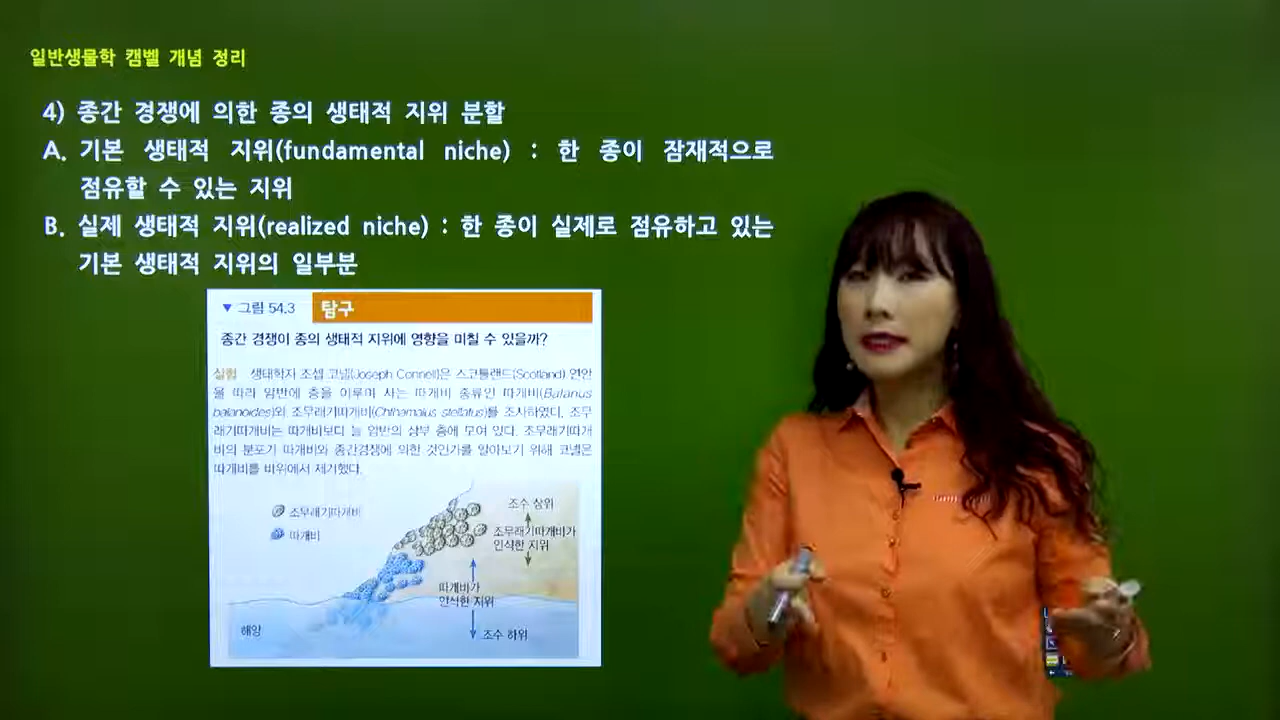 일반생물학 캠벨 개념 정리
4) 종간 경쟁에 의한 종의 생태적 지위 분할
A. 기본 생태적 지위(fundamental niche) : 한 종이 잠재적으로
점유할 수 있는 지위
B. 실제 생태적 지위(realized niche) : 한 종이 실제로 점유하고 있는
기본 생태적 지위의 일부분
▼ 그림 54.3 탐구
종간 경쟁이 종의 생태적 지위에 영향을 미칠 수 있을까?
실험 생태학자 조셉 코넬(Joseph Connell)은 스코틀랜드(Scotland) 연안
을 따라 암반에 층을 이루며 사는 따개비 종류인 따개비(Balanus
balanoides)와 조무래기따개비(Chthamalus stellatus)를 조사하였다. 조무
래기따개비는 따개비보다 늘 암반의 상부 층에 모여 있다. 조무래기따개
비의 분포가 따개비와 종간경쟁에 의한 것인가를 알아보기 위해 코넬은
따개비를 바위에서 제거했다.
조무래기따개비
따개비
조수 상위
조무래기따개비가
인식한 지위
따개비가
인식한 지위
해양
조수 하위